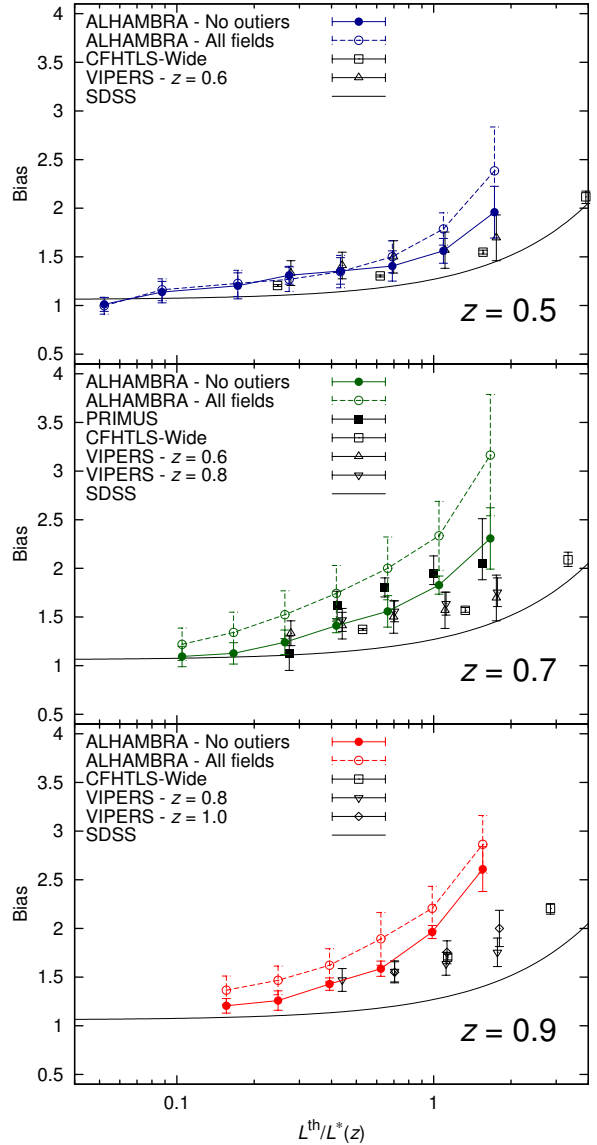 ALHAMBRA - No outliers
ALHAMBRA - All fields
CFHTLS-Wide
VIPERS - z = 0.6
SDSS
4
3.5
3
2.5
2
1.5
1
0.5
Bias
z = 0.5
ALHAMBRA - No outliers
ALHAMBRA - All fields
PRIMUS
CFHTLS-Wide
VIPERS - z = 0.6
VIPERS - z = 0.8
SDSS
4
3.5
3
2.5
2
1.5
1
0.5
Bias
z = 0.7
ALHAMBRA - No outliers
ALHAMBRA - All fields
CFHTLS-Wide
VIPERS - z = 0.8
VIPERS - z = 1.0
SDSS
4
3.5
3
2.5
2
1.5
1
0.5
Bias
z = 0.9
0.1 1
L^th/L^*(z)